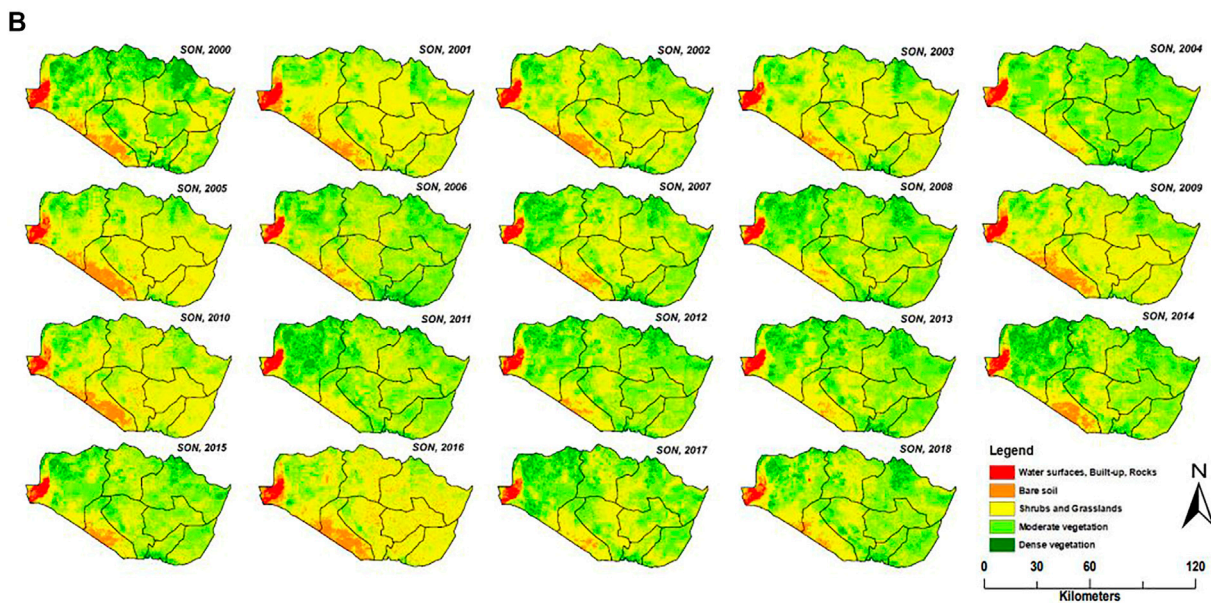 B
SON, 2000
SON, 2001
SON, 2002
SON, 2003
SON, 2004
SON, 2005
SON, 2006
SON, 2007
SON, 2008
SON, 2009
SON, 2010
SON, 2011
SON, 2012
SON, 2013
SON, 2014
SON, 2015
SON, 2016
SON, 2017
SON, 2018
Legend
Water surfaces, Built-up, Rocks
Bare soil
Shrubs and Grasslands
Moderate vegetation
Dense vegetation
N
0 30 60 120
Kilometers